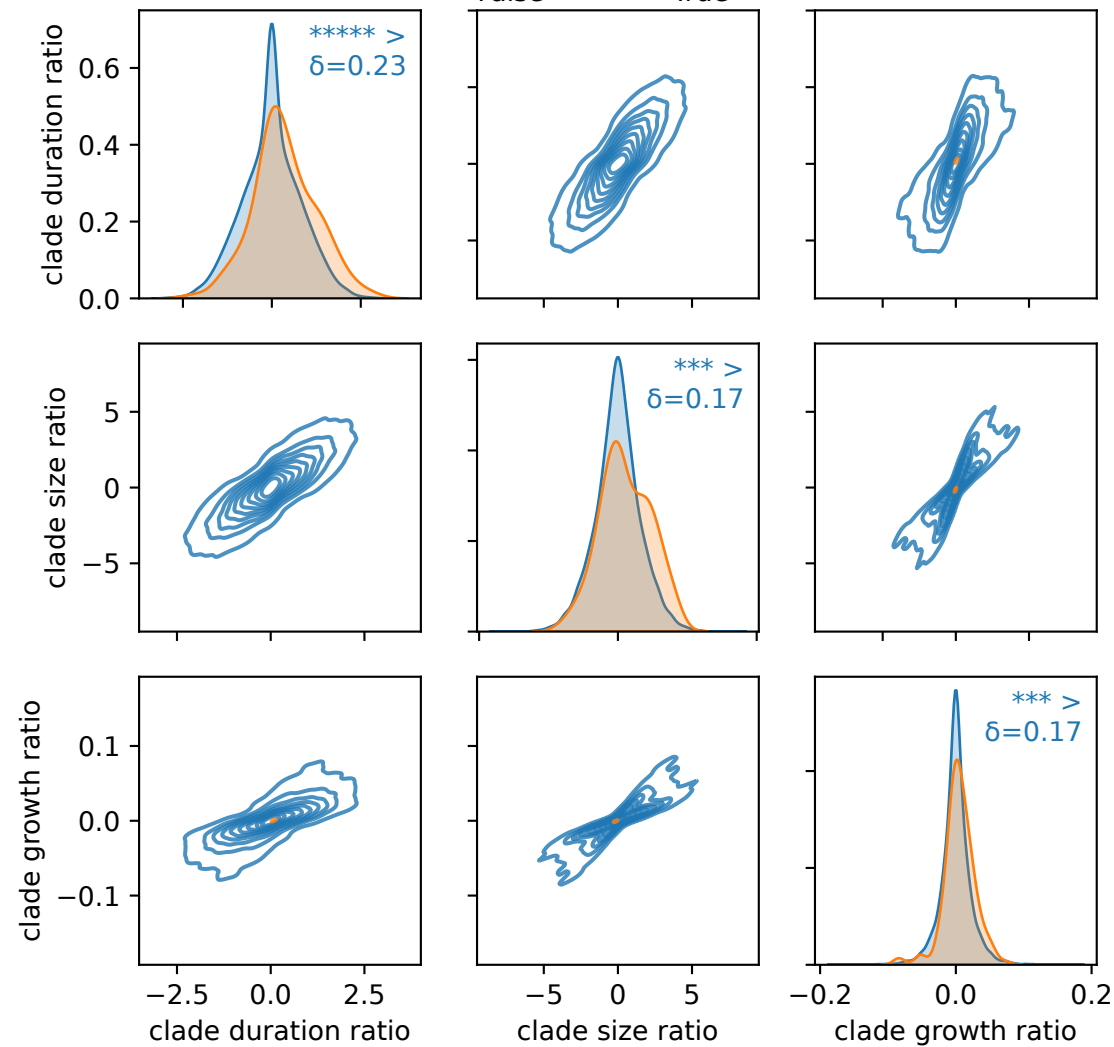 clade duration ratio
0.6
0.4
0.2
0.0
***** >
δ=0.23
clade size ratio
5
0
−5
*** >
δ=0.17
clade growth ratio
0.1
0.0
−0.1
*** >
δ=0.17
−2.5 0.0 2.5
−5 0 5
−0.2 0.0 0.2
clade duration ratio
clade size ratio
clade growth ratio